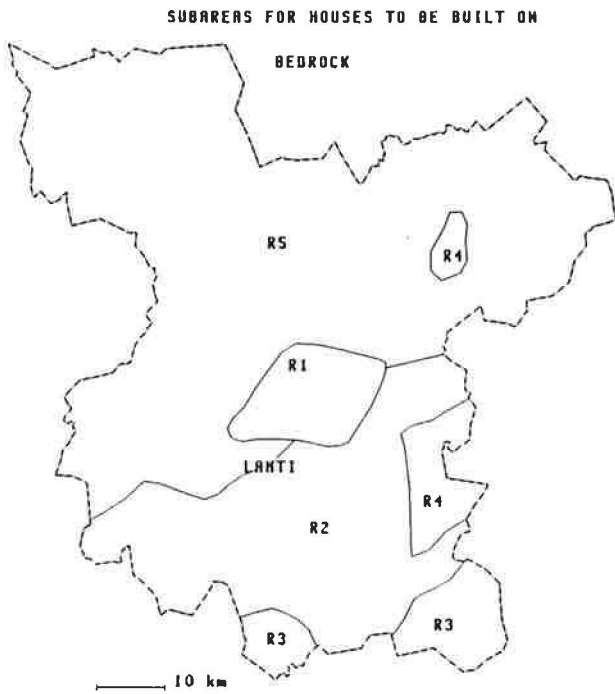 SUBAREAS FOR HOUSES TO BE BUILT ON
BEDROCK
R5
R4
R1
LAHTI
R4
R2
R3
R3
10 km